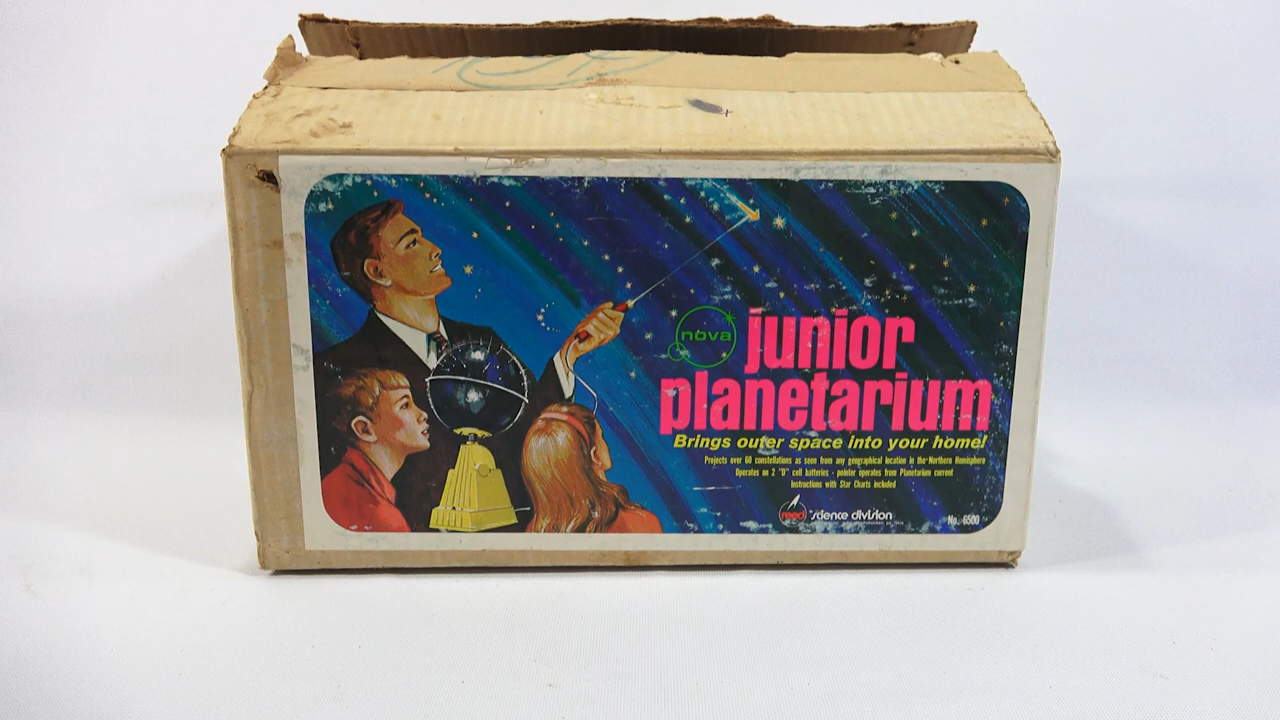 nova
junior
planetarium
Brings outer space into your home!
Projects over 60 constellations as seen from any geographical location in the Northern Hemisphere
Operates on 2 "D" cell batteries - pointer operates from Planetarium current
Instructions with Star Charts included
reed science division
No. 6500